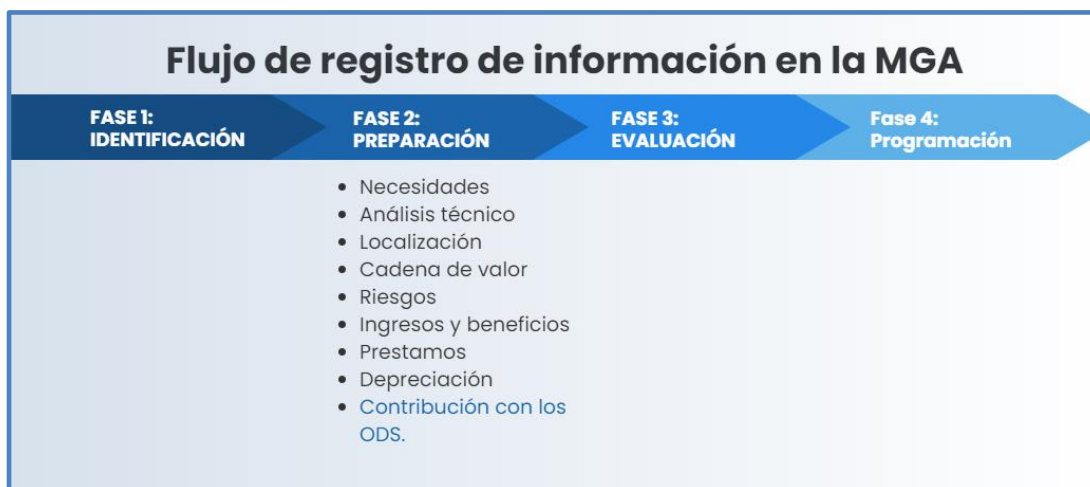 Flujo de registro de información en la MGA
FASE 1:
IDENTIFICACIÓN
FASE 2:
PREPARACIÓN
FASE 3:
EVALUACIÓN
Fase 4:
Programación
• Necesidades
• Análisis técnico
• Localización
• Cadena de valor
• Riesgos
• Ingresos y beneficios
• Prestamos
• Depreciación
• Contribución con los
ODS.